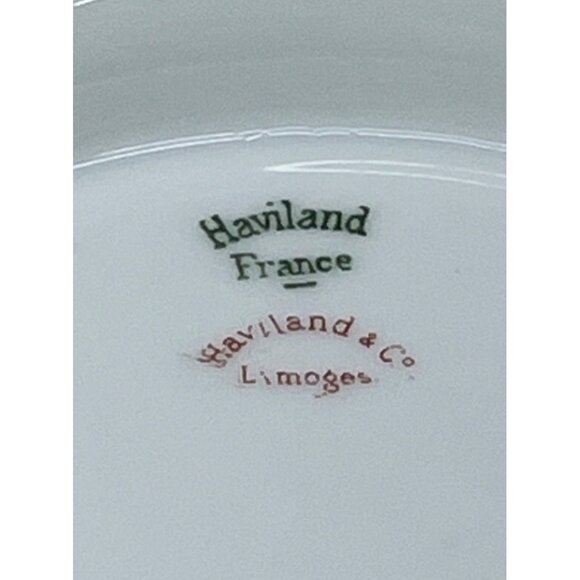 Haviland
France
Haviland & Co
Limoges.